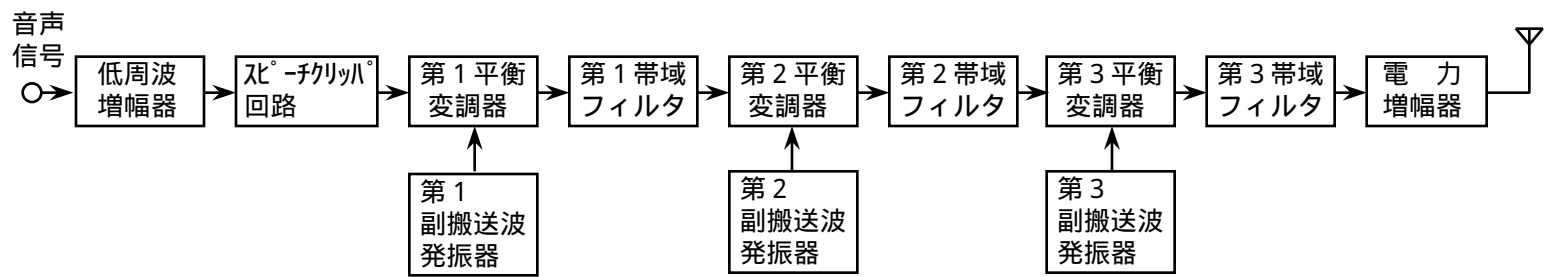 音声
信号
低周波
増幅器
ｽﾋﾟｰﾁｸﾘｯﾊﾟ
回路
第１平衡
変調器
第１帯域
フィルタ
第２平衡
変調器
第２帯域
フィルタ
第３平衡
変調器
第３帯域
フィルタ
電　力
増幅器
第１
副搬送波
発振器
第２
副搬送波
発振器
第３
副搬送波
発振器